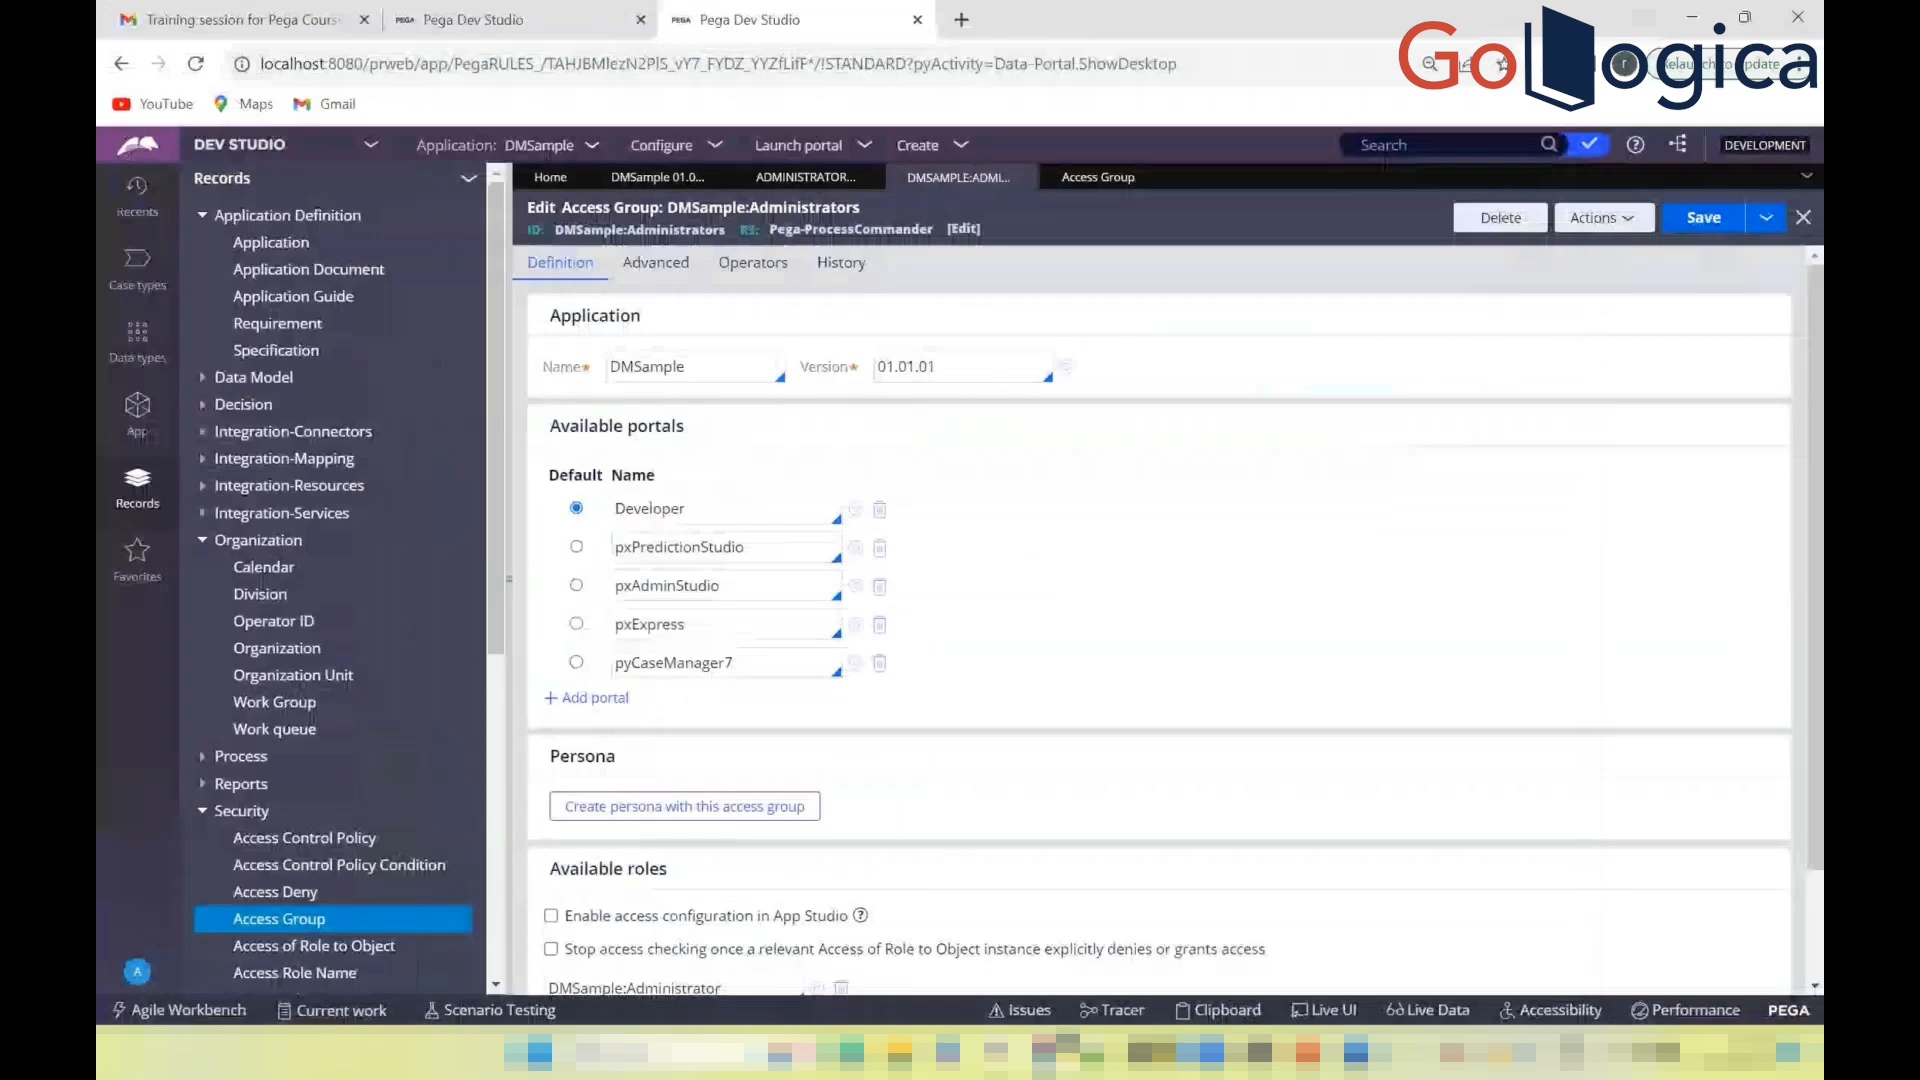 Training session for Pega Cours
Pega Dev Studio
Pega Dev Studio
GoLogica
localhost:8080/prweb/app/PegaRULES_/TAHJBMlezN2PlS_vY7_FYDZ_YYZfLifF*/!STANDARD?pyActivity=Data-Portal.ShowDesktop
YouTube
Maps
Gmail
DEV STUDIO
Application: DMSample
Configure
Launch portal
Create
Search
DEVELOPMENT
Recents
Case types
Data types
App
Records
Favorites
A
Records
Application Definition
Application
Application Document
Application Guide
Requirement
Specification
Data Model
Decision
Integration-Connectors
Integration-Mapping
Integration-Resources
Integration-Services
Organization
Calendar
Division
Operator ID
Organization
Organization Unit
Work Group
Work queue
Process
Reports
Security
Access Control Policy
Access Control Policy Condition
Access Deny
Access Group
Access of Role to Object
Access Role Name
Home
DMSample 01.0...
ADMINISTRATOR...
DMSAMPLE:ADMI...
Access Group
Edit Access Group: DMSample:Administrators
ID: DMSample:Administrators RS: Pega-ProcessCommander [Edit]
Delete
Actions
Save
Definition
Advanced
Operators
History
Application
Name* DMSample
Version* 01.01.01
Available portals
Default Name
Developer
pxPredictionStudio
pxAdminStudio
pxExpress
pyCaseManager7
+ Add portal
Persona
Create persona with this access group
Available roles
Enable access configuration in App Studio
Stop access checking once a relevant Access of Role to Object instance explicitly denies or grants access
DMSample:Administrator
Agile Workbench
Current work
Scenario Testing
Issues
Tracer
Clipboard
Live UI
Live Data
Accessibility
Performance
PEGA